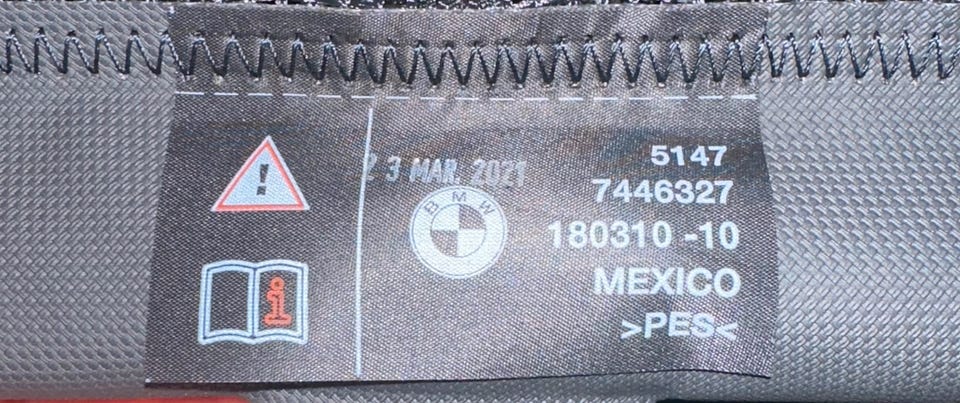 23 MAR. 2021
BMW
5147
7446327
180310 -10
MEXICO
>PES<